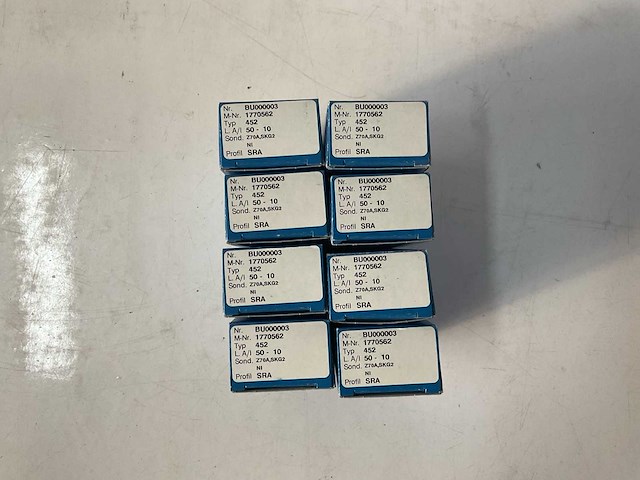 Nr. BU000003
M-Nr. 1770562
Typ 452
L. A/I 50 - 10
Sond. Z70A,SKG2
NI
Profil SRA
Nr. BU000003
M-Nr. 1770562
Typ 452
L. A/I 50 - 10
Sond. Z70A,SKG2
NI
Profil SRA
Nr. BU000003
M-Nr. 1770562
Typ 452
L. A/I 50 - 10
Sond. Z70A,SKG2
NI
Profil SRA
Nr. BU000003
M-Nr. 1770562
Typ 452
L. A/I 50 - 10
Sond. Z70A,SKG2
NI
Profil SRA
Nr. BU000003
M-Nr. 1770562
Typ 452
L. A/I 50 - 10
Sond. Z70A,SKG2
NI
Profil SRA
Nr. BU000003
M-Nr. 1770562
Typ 452
L. A/I 50 - 10
Sond. Z70A,SKG2
NI
Profil SRA
Nr. BU000003
M-Nr. 1770562
Typ 452
L. A/I 50 - 10
Sond. Z70A,SKG2
NI
Profil SRA
Nr. BU000003
M-Nr. 1770562
Typ 452
L. A/I 50 - 10
Sond. Z70A,SKG2
NI
Profil SRA